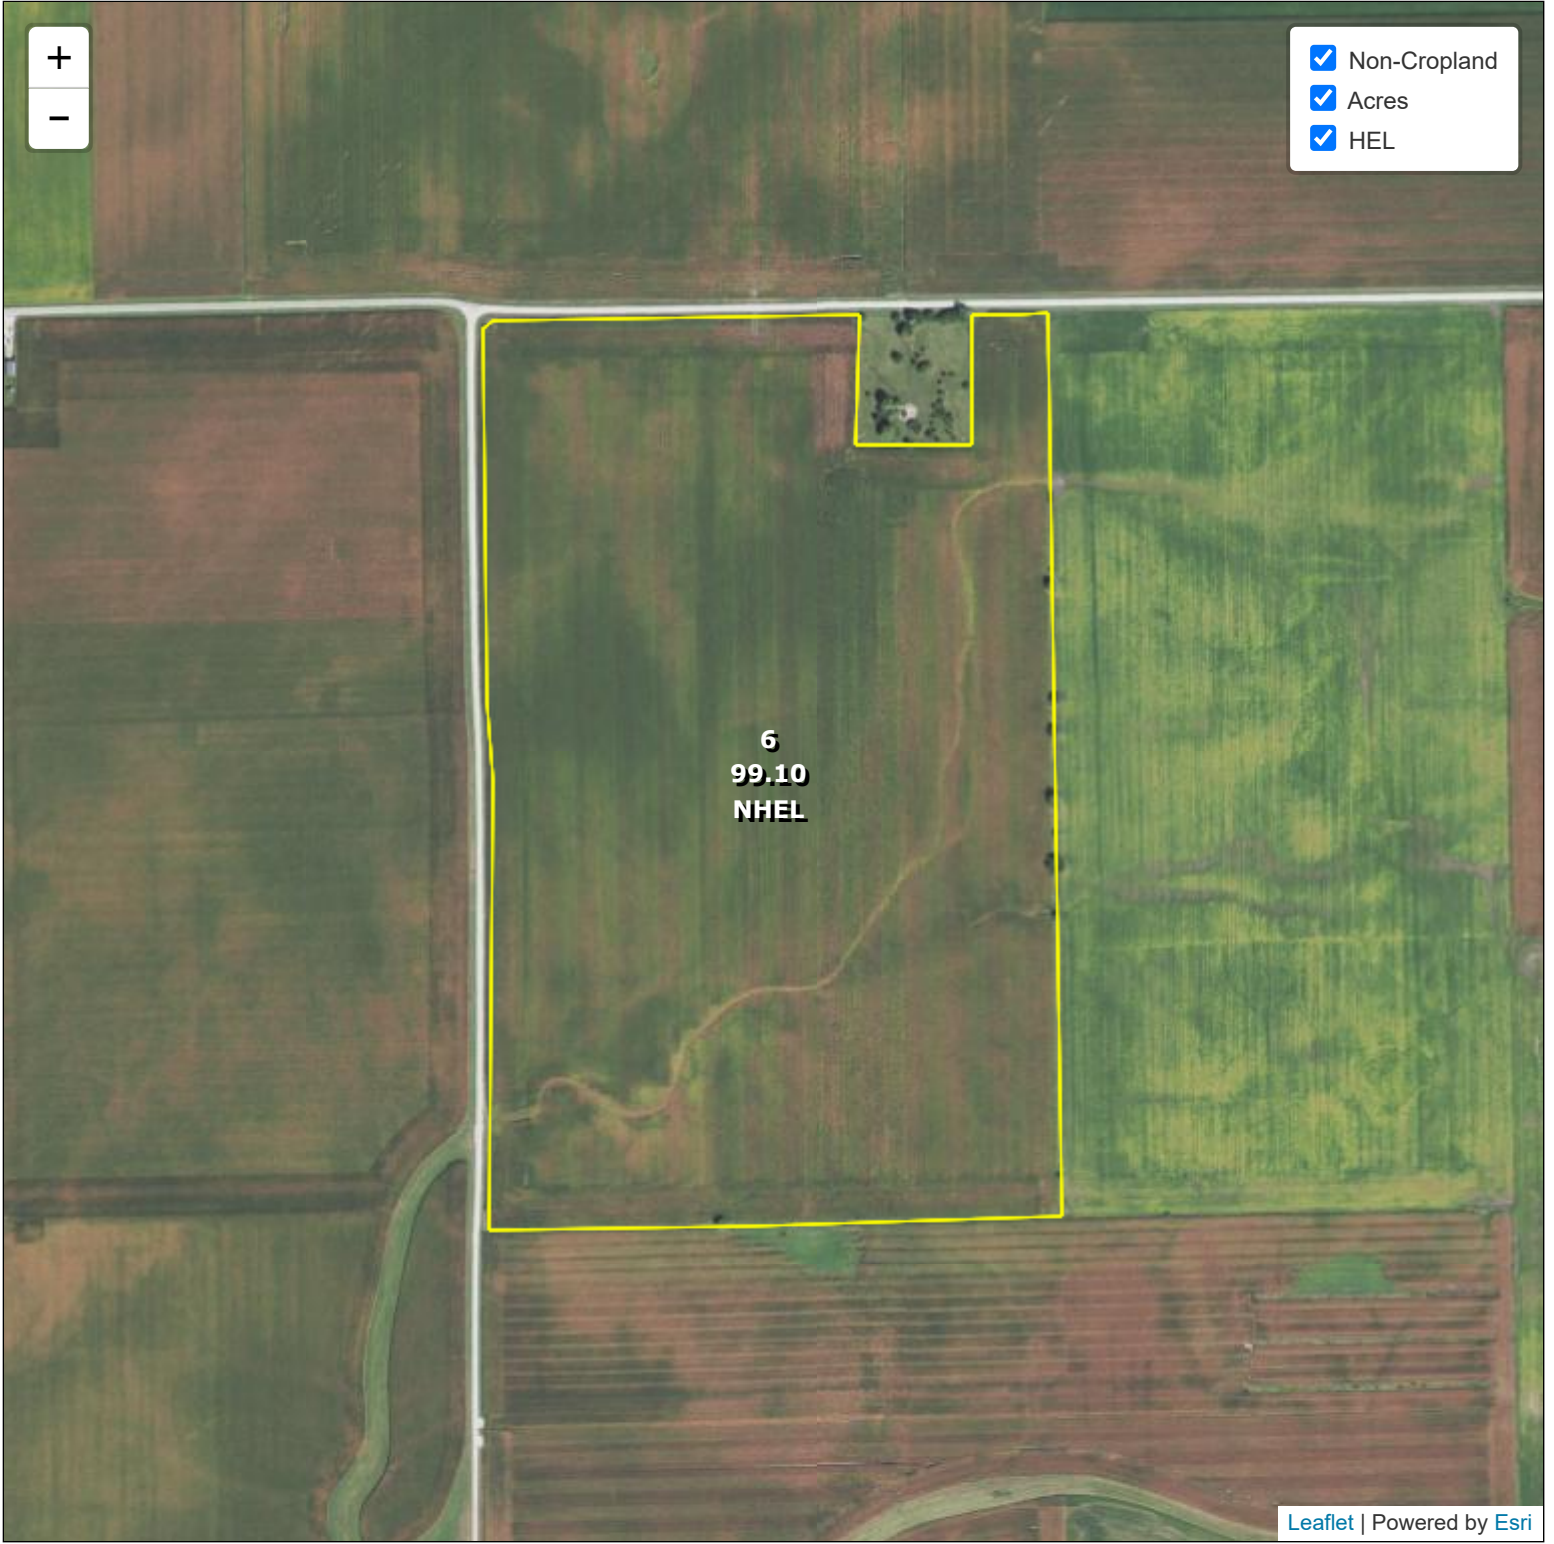 +
−
Non-Cropland
Acres
HEL
6
99.10
NHEL
Leaflet | Powered by Esri